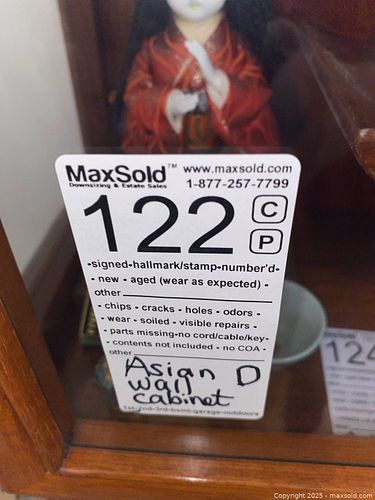 MaxSold™ www.maxsold.com
Downsizing & Estate Sales 1-877-257-7799
122 C
P
-signed-hallmark/stamp-number'd-
- new - aged (wear as expected) -
other
- chips - cracks - holes - odors -
- wear - soiled - visible repairs -
- parts missing-no cord/cable/key-
- contents not included - no COA -
other
Asian D
wall
cabinet
1st-2nd-3rd-bsmt-garage-outdoors
124
Copyright 2025 - maxsold.com